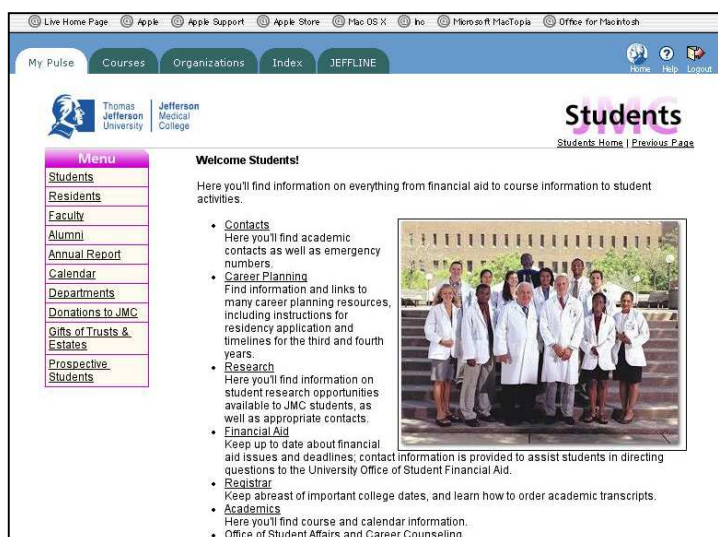 Live Home Page Apple Apple Support Apple Store Mac OS X Microsoft MacTopia Office for Macintosh
My Pulse Courses Organizations Index JEFFLINE
Home Help Logout
Thomas
Jefferson
University
Jefferson
Medical
College
JMC
Students
Students Home | Previous Page
Menu
Students
Residents
Faculty
Alumni
Annual Report
Calendar
Departments
Donations to JMC
Gifts of Trusts &
Estates
Prospective
Students
Welcome Students!
Here you'll find information on everything from financial aid to course information to student
activities.
• Contacts
Here you'll find academic
contacts as well as emergency
numbers.
• Career Planning
Find information and links to
many career planning resources,
including instructions for
residency application and
timelines for the third and fourth
years.
• Research
Here you'll find information on
student research opportunities
available to JMC students, as
well as appropriate contacts.
• Financial Aid
Keep up to date about financial
aid issues and deadlines; contact information is provided to assist students in directing
questions to the University Office of Student Financial Aid.
• Registrar
Keep abreast of important college dates, and learn how to order academic transcripts.
• Academics
Here you'll find course and calendar information.
• Office of Student Affairs and Career Counseling